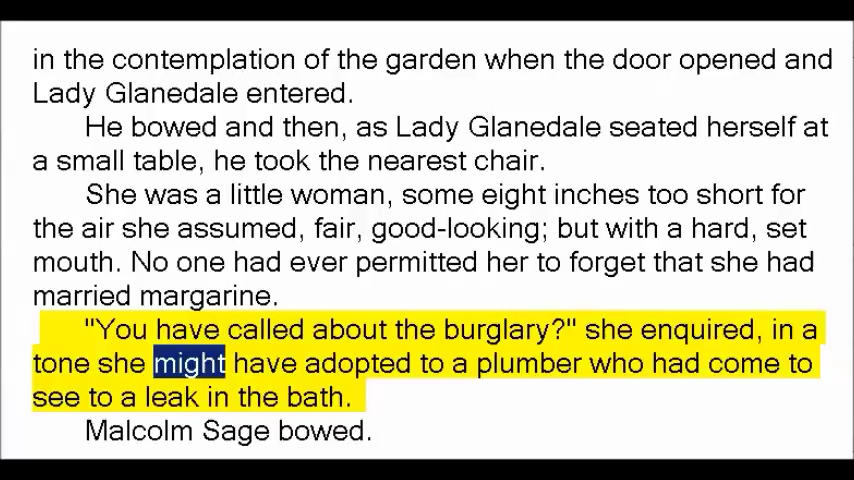 in the contemplation of the garden when the door opened and
Lady Glanedale entered.
He bowed and then, as Lady Glanedale seated herself at
a small table, he took the nearest chair.
She was a little woman, some eight inches too short for
the air she assumed, fair, good-looking; but with a hard, set
mouth. No one had ever permitted her to forget that she had
married margarine.
"You have called about the burglary?" she enquired, in a
tone she might have adopted to a plumber who had come to
see to a leak in the bath.
Malcolm Sage bowed.